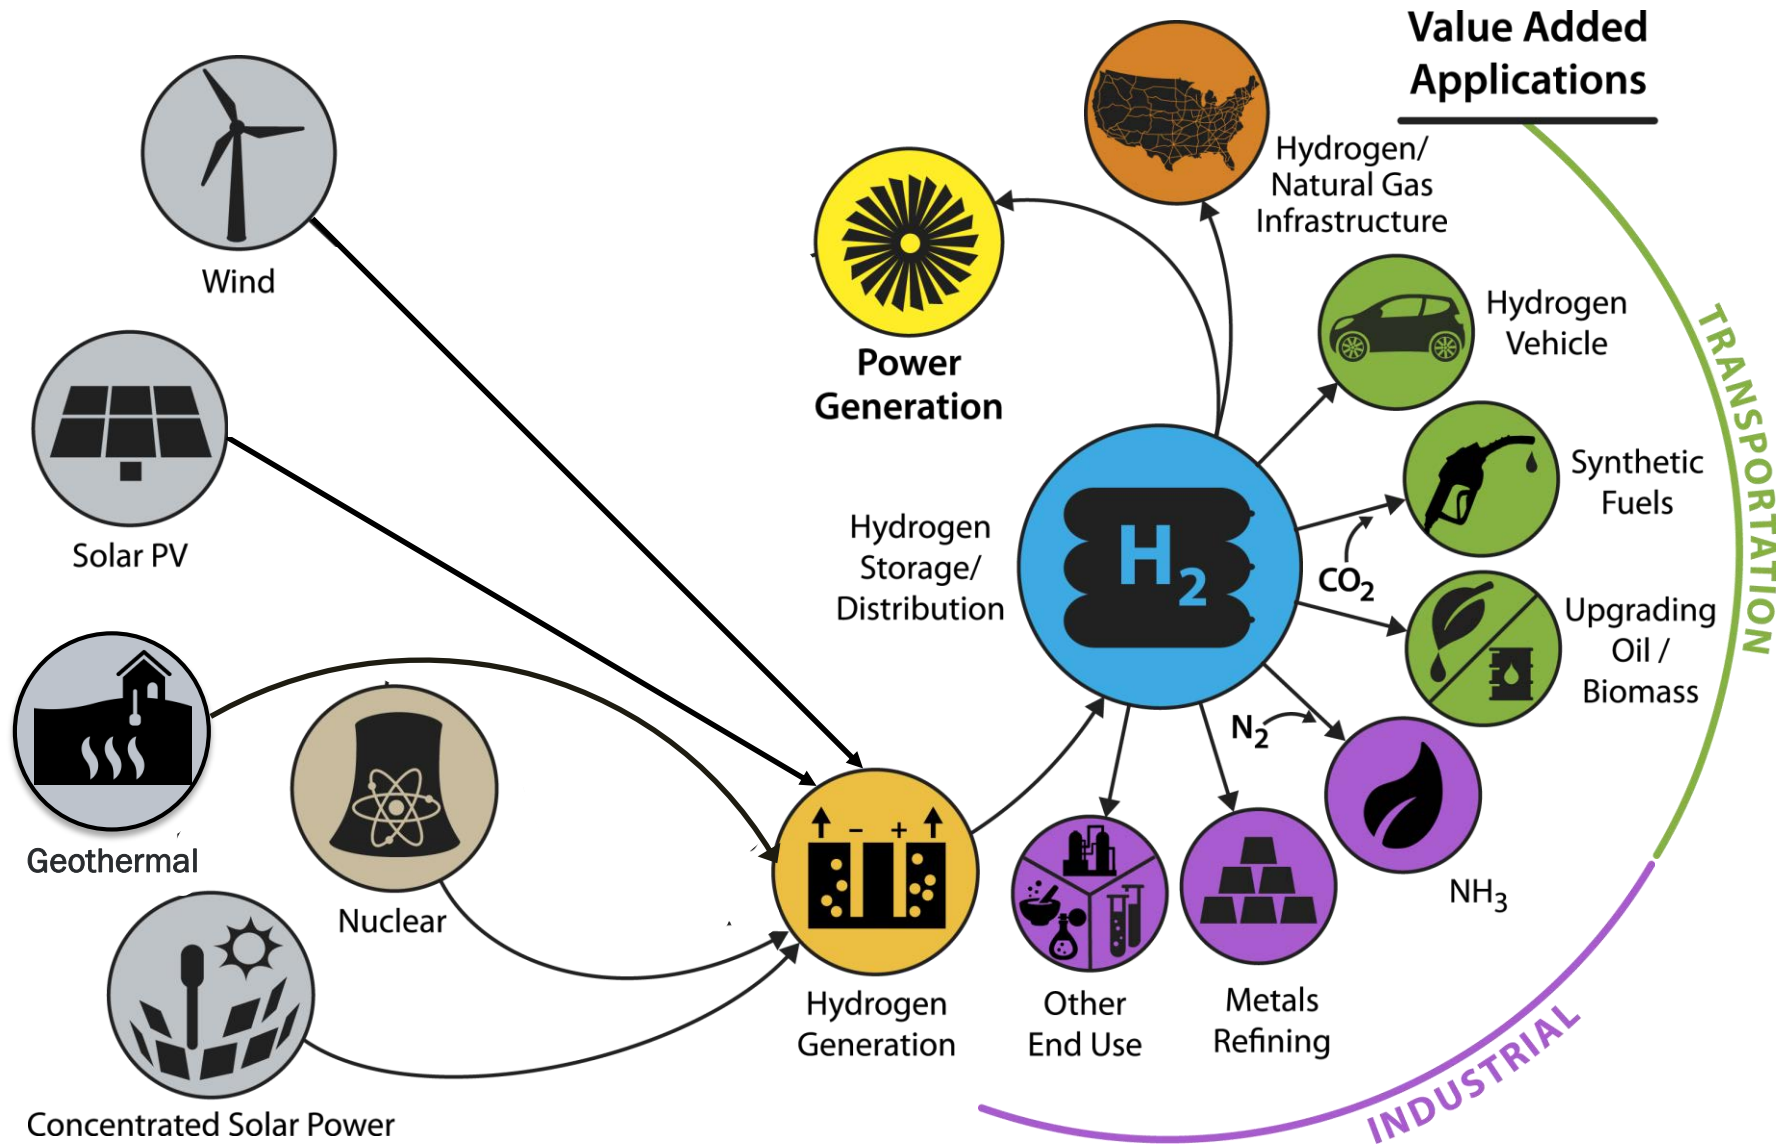 Value Added
Applications
Wind
Solar PV
Geothermal
Nuclear
Concentrated Solar Power
Power
Generation
Hydrogen/
Natural Gas
Infrastructure
Hydrogen
Vehicle
Synthetic
Fuels
Upgrading
Oil /
Biomass
TRANSPORTATION
Hydrogen
Storage/
Distribution
H₂
CO₂
N₂
NH₃
− +
Hydrogen
Generation
Other
End Use
Metals
Refining
INDUSTRIAL